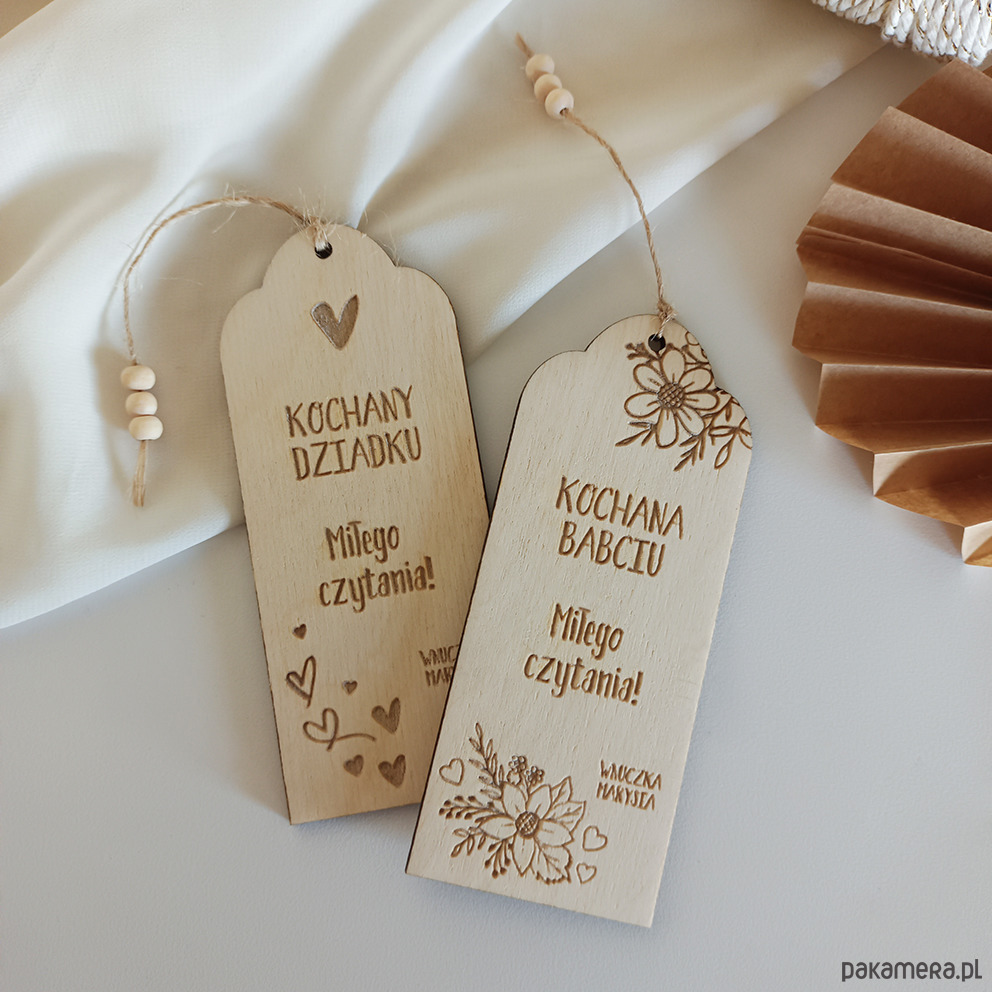 KOCHANY
DZIADKU
Miłego
czytania!
KOCHANA
BABCIU
Miłego
czytania!
WNUCZKA
MARYSIA
pakamera.pl